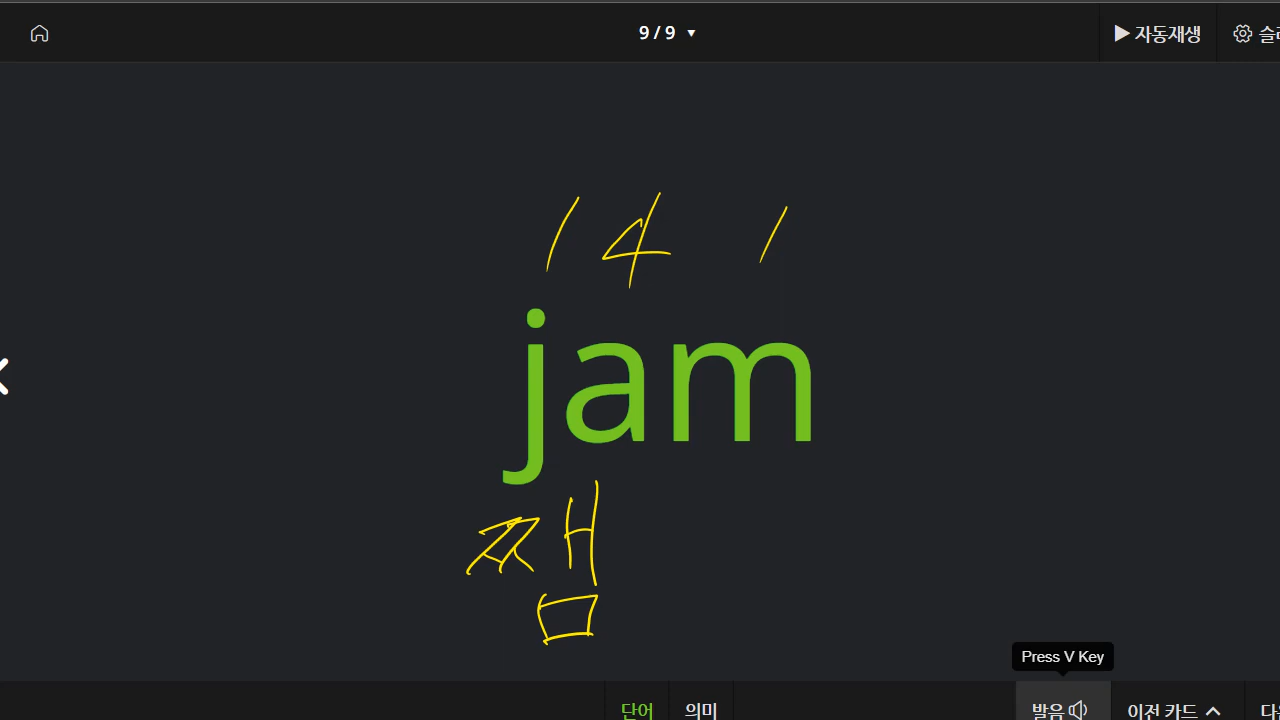 9 / 9 ▼
▶ 자동재생
1 4 1
jam
쨈
Press V Key
단어 의미 발음 이전 카드